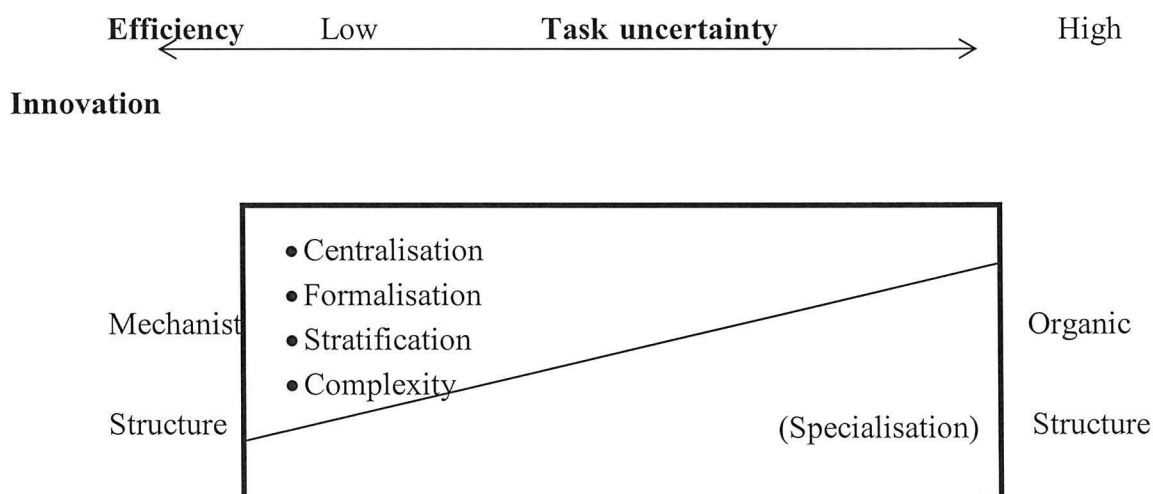 Efficiency Low Task uncertainty High
Innovation
• Centralisation
• Formalisation
Mechanist Organic
• Stratification
• Complexity
Structure (Specialisation) Structure